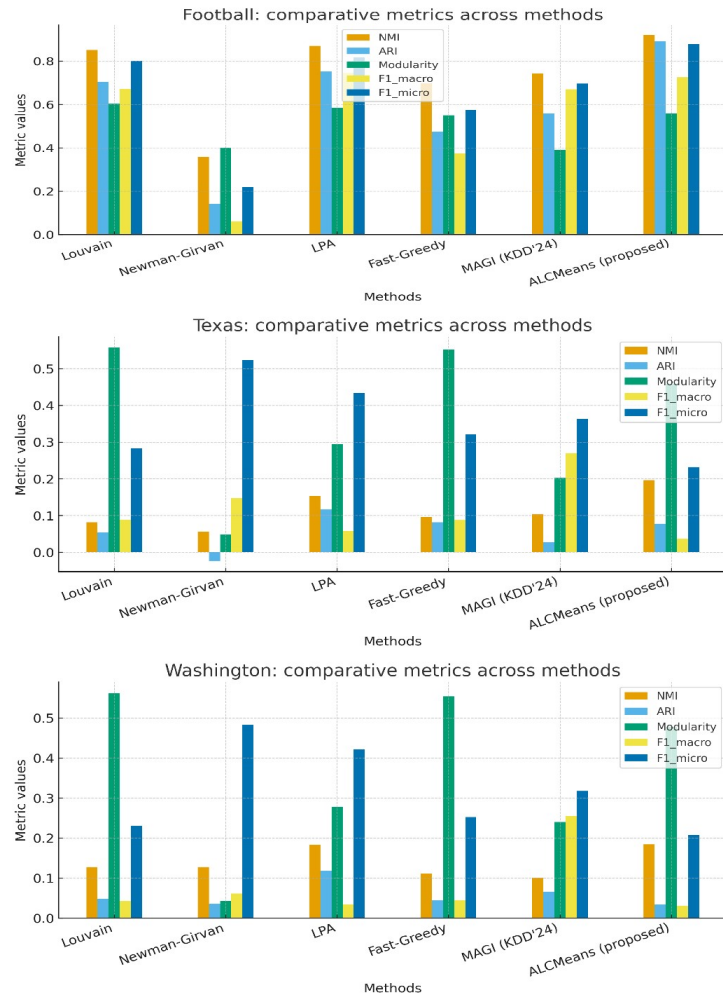 Football: comparative metrics across methods
NMI
ARI
Modularity
F1_macro
F1_micro
Metric values
0.8
0.6
0.4
0.2
0.0
Louvain
Newman-Girvan
LPA
Fast-Greedy
MAGI (KDD'24)
ALCMeans (proposed)
Methods
Texas: comparative metrics across methods
NMI
ARI
Modularity
F1_macro
F1_micro
Metric values
0.5
0.4
0.3
0.2
0.1
0.0
Louvain
Newman-Girvan
LPA
Fast-Greedy
MAGI (KDD'24)
ALCMeans (proposed)
Methods
Washington: comparative metrics across methods
NMI
ARI
Modularity
F1_macro
F1_micro
Metric values
0.5
0.4
0.3
0.2
0.1
0.0
Louvain
Newman-Girvan
LPA
Fast-Greedy
MAGI (KDD'24)
ALCMeans (proposed)
Methods